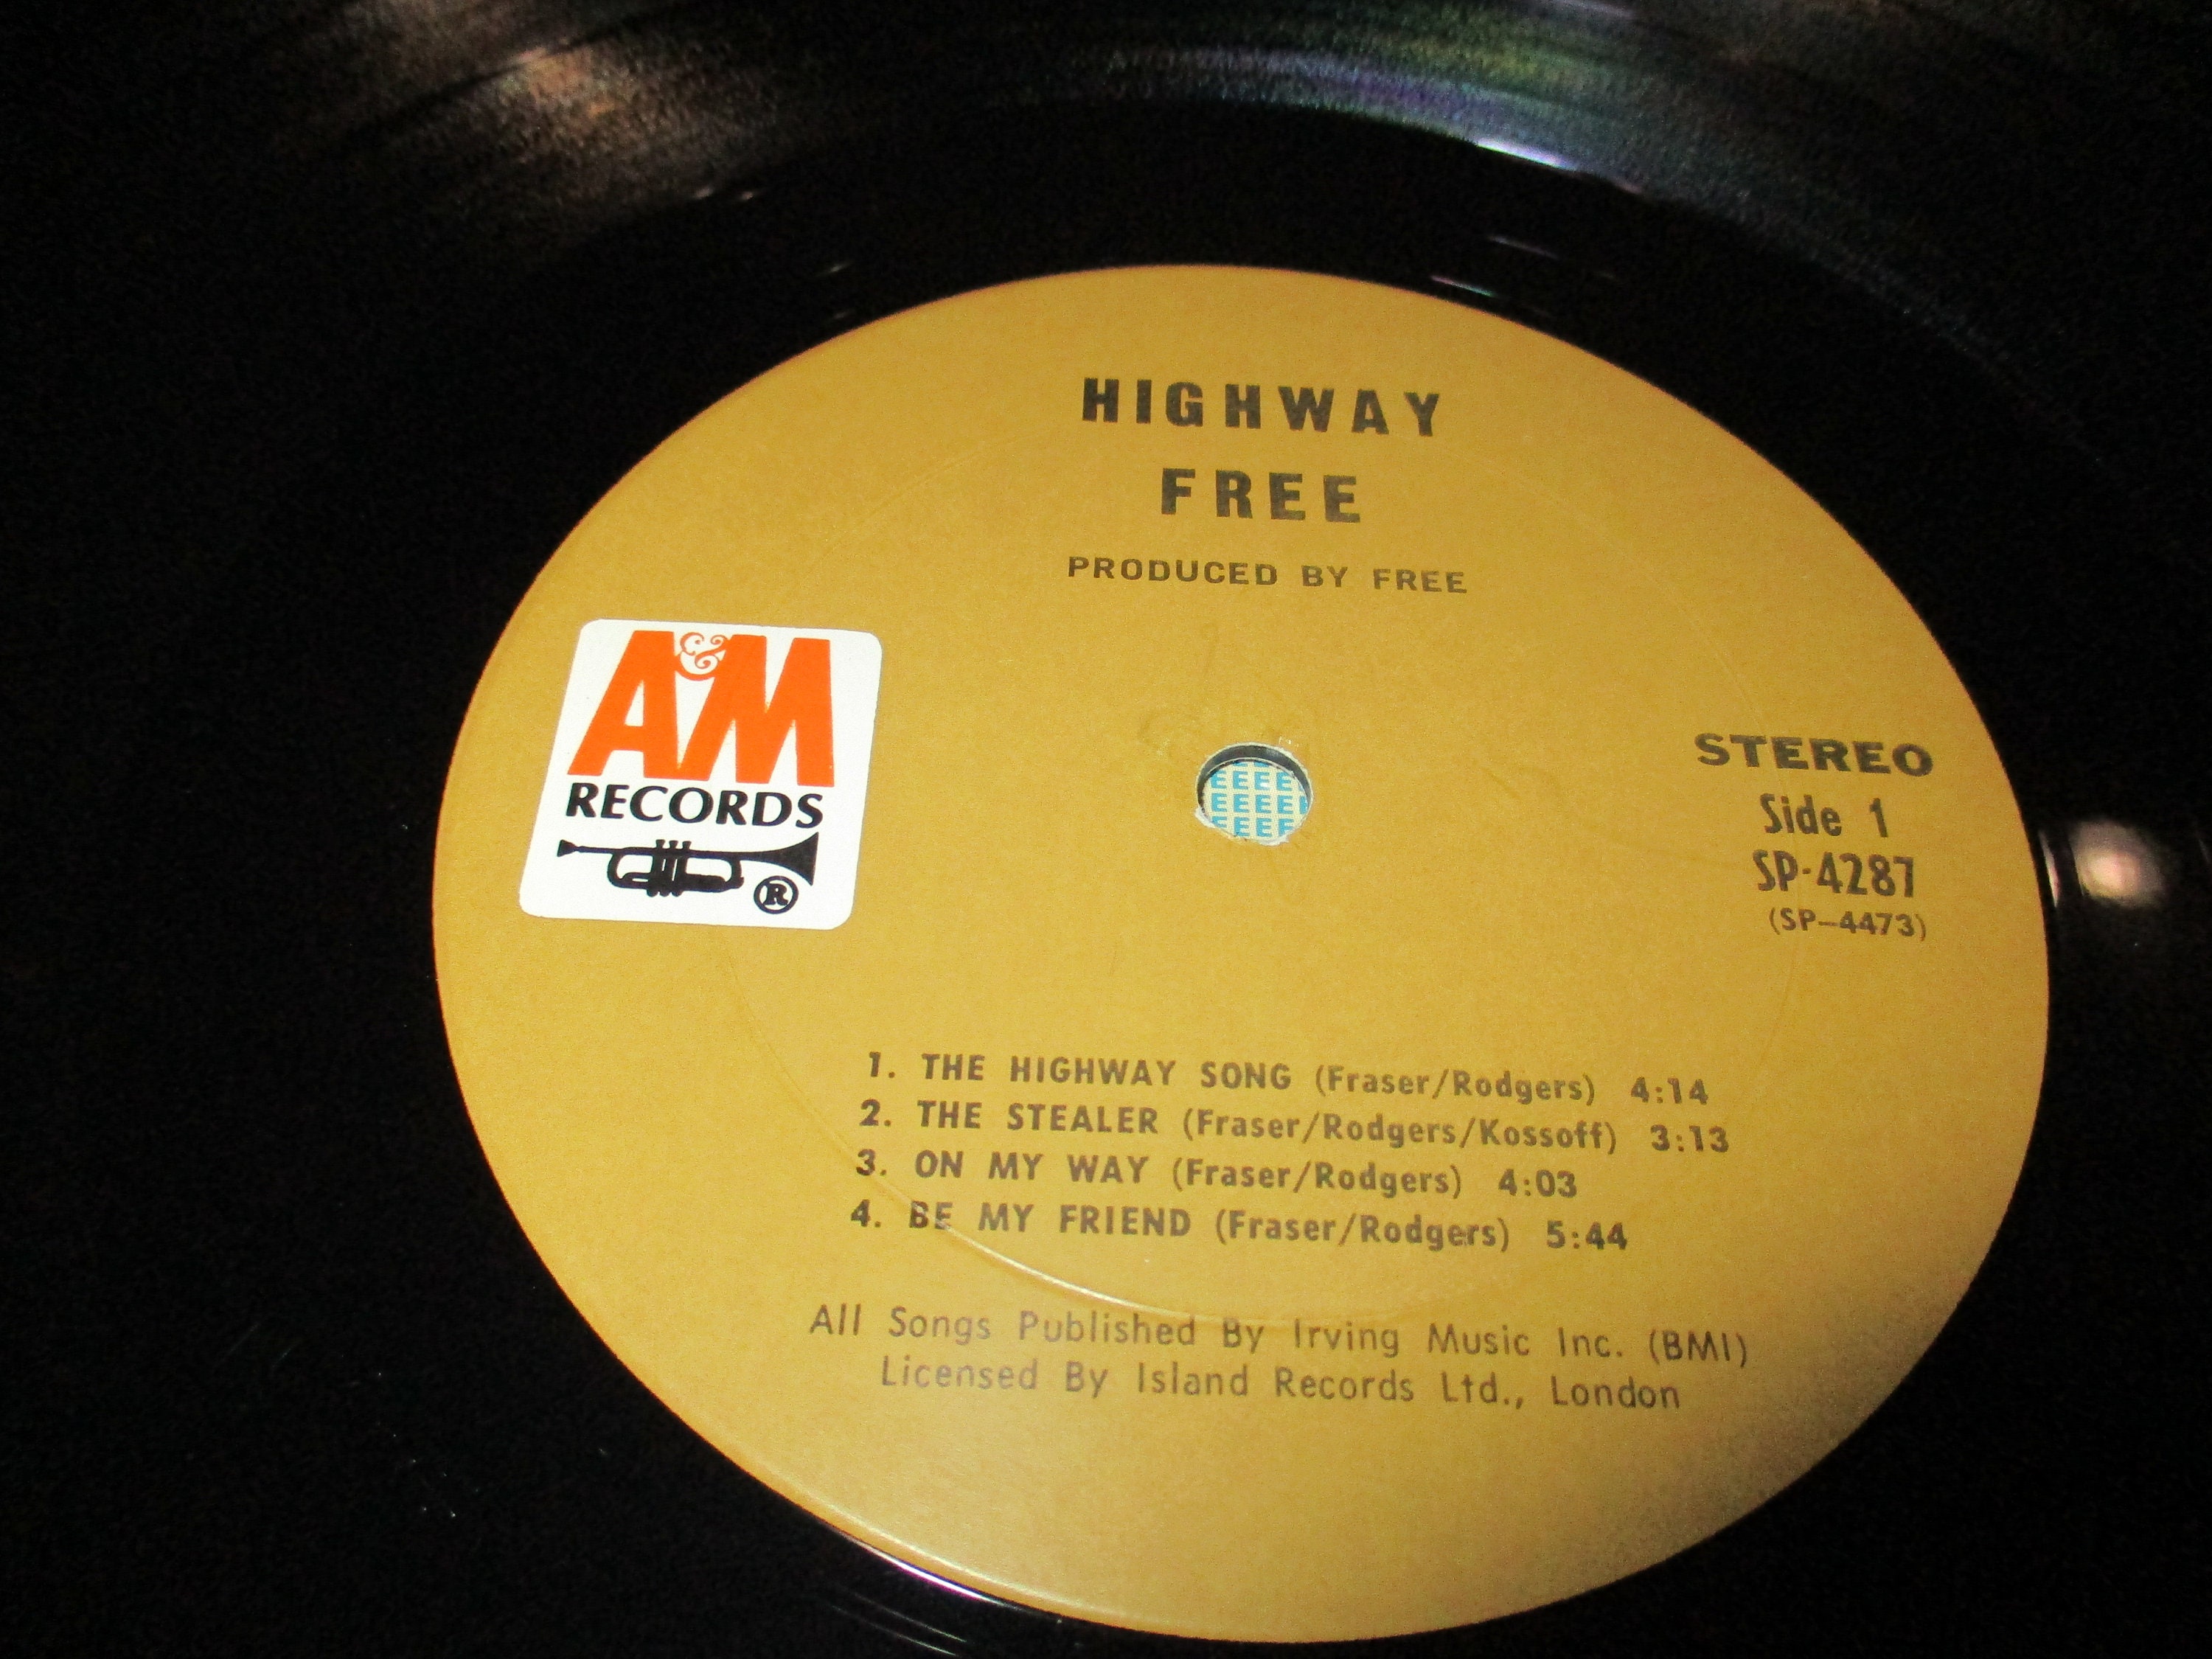 HIGHWAY
FREE
PRODUCED BY FREE
A&M
RECORDS
®
STEREO
Side 1
SP-4287
(SP-4473)
EEEE
EEEEE
EEEE
1. THE HIGHWAY SONG (Fraser/Rodgers) 4:14
2. THE STEALER (Fraser/Rodgers/Kossoff) 3:13
3. ON MY WAY (Fraser/Rodgers) 4:03
4. BE MY FRIEND (Fraser/Rodgers) 5:44
All Songs Published By Irving Music Inc. (BMI)
Licensed By Island Records Ltd., London